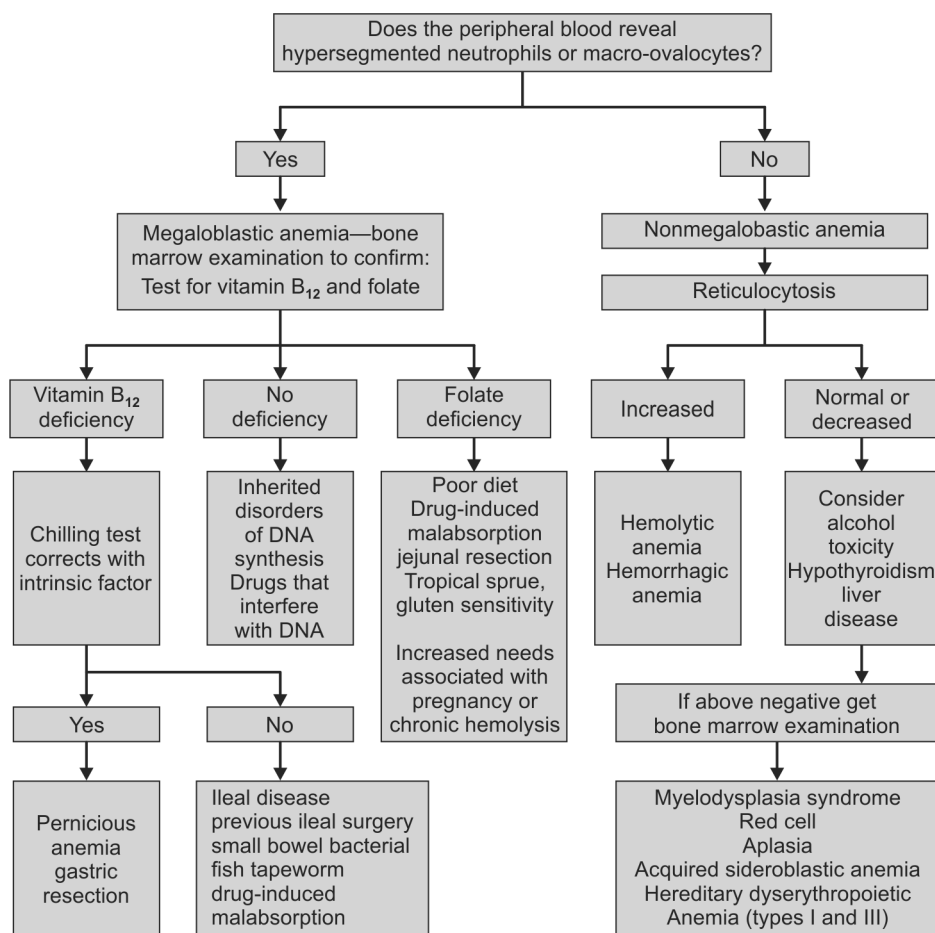 Does the peripheral blood reveal
hypersegmented neutrophils or macro-ovalocytes?
Yes
No
Megaloblastic anemia—bone
marrow examination to confirm:
Test for vitamin B12 and folate
Nonmegalobastic anemia
Reticulocytosis
Vitamin B12
deficiency
No
deficiency
Folate
deficiency
Increased
Normal or
decreased
Chilling test
corrects with
intrinsic factor
Inherited
disorders
of DNA
synthesis
Drugs that
interfere
with DNA
Poor diet
Drug-induced
malabsorption
jejunal resection
Tropical sprue,
gluten sensitivity
Increased needs
associated with
pregnancy or
chronic hemolysis
Hemolytic
anemia
Hemorrhagic
anemia
Consider
alcohol
toxicity
Hypothyroidism
liver
disease
Yes
No
If above negative get
bone marrow examination
Pernicious
anemia
gastric
resection
Ileal disease
previous ileal surgery
small bowel bacterial
fish tapeworm
drug-induced
malabsorption
Myelodysplasia syndrome
Red cell
Aplasia
Acquired sideroblastic anemia
Hereditary dyserythropoietic
Anemia (types I and III)